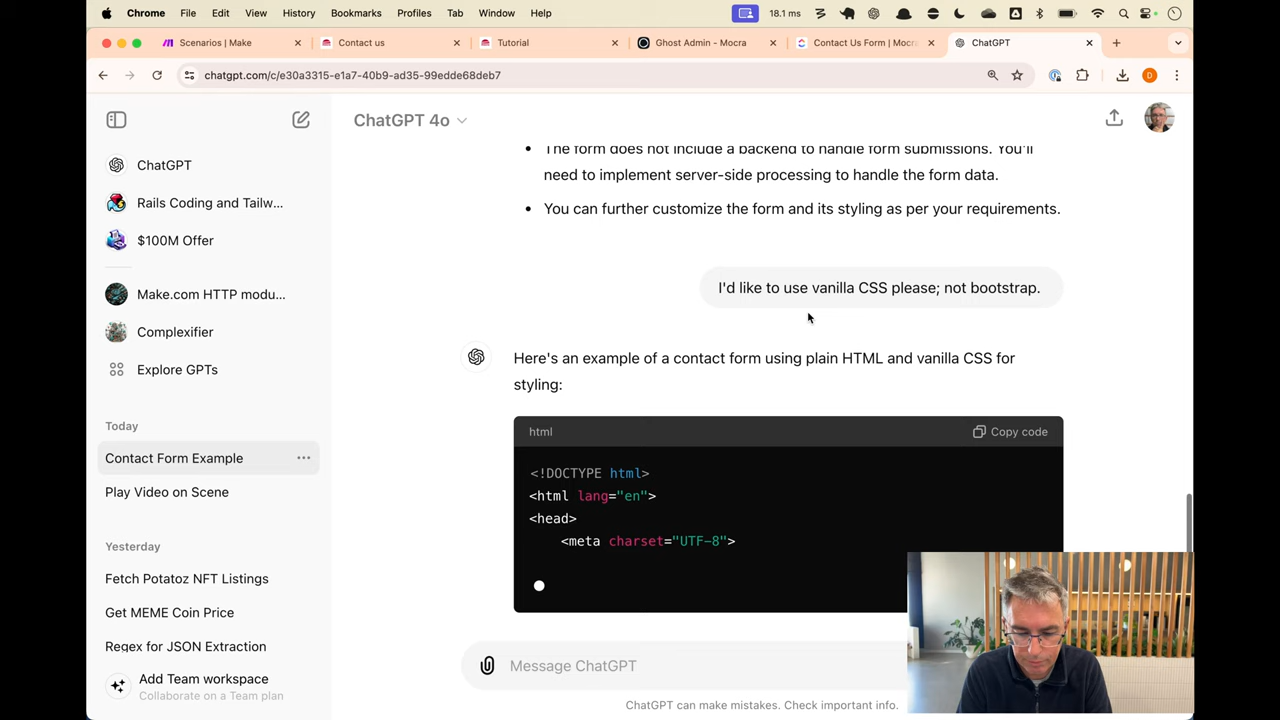 Chrome File Edit View History Bookmarks Profiles Tab Window Help 18.1 ms
Scenarios | Make
Contact us
Tutorial
Ghost Admin - Mocra
Contact Us Form | Mocra
ChatGPT
chatgpt.com/c/e30a3315-e1a7-40b9-ad35-99edde68deb7
D
ChatGPT 4o
ChatGPT
Rails Coding and Tailw...
$100M Offer
Make.com HTTP modu...
Complexifier
Explore GPTs
Today
Contact Form Example
Play Video on Scene
Yesterday
Fetch Potatoz NFT Listings
Get MEME Coin Price
Regex for JSON Extraction
Add Team workspace
Collaborate on a Team plan
The form does not include a backend to handle form submissions. You'll
need to implement server-side processing to handle the form data.
You can further customize the form and its styling as per your requirements.
I'd like to use vanilla CSS please; not bootstrap.
Here's an example of a contact form using plain HTML and vanilla CSS for
styling:
html Copy code
<!DOCTYPE html>
<html lang="en">
<head>
<meta charset="UTF-8">
Message ChatGPT
ChatGPT can make mistakes. Check important info.